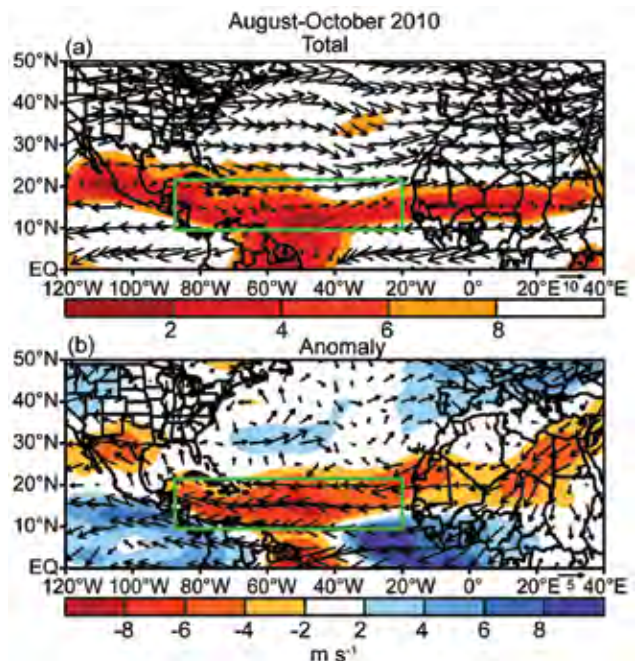 August-October 2010
Total
(a)
50°N
40°N
30°N
20°N
10°N
EQ
120°W 100°W 80°W 60°W 40°W 20°W 0° 20°E 10 40°E
2 4 6 8
(b)
Anomaly
50°N
40°N
30°N
20°N
10°N
EQ
120°W 100°W 80°W 60°W 40°W 20°W 0° 20°E 5 40°E
-8 -6 -4 -2 2 4 6 8
m s⁻¹